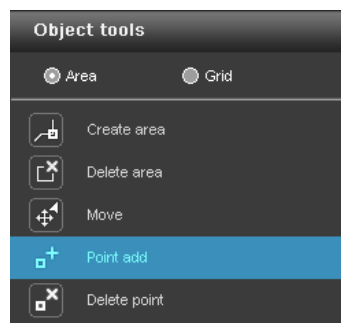 Object tools
Area Grid
Create area
Delete area
Move
Point add
Delete point